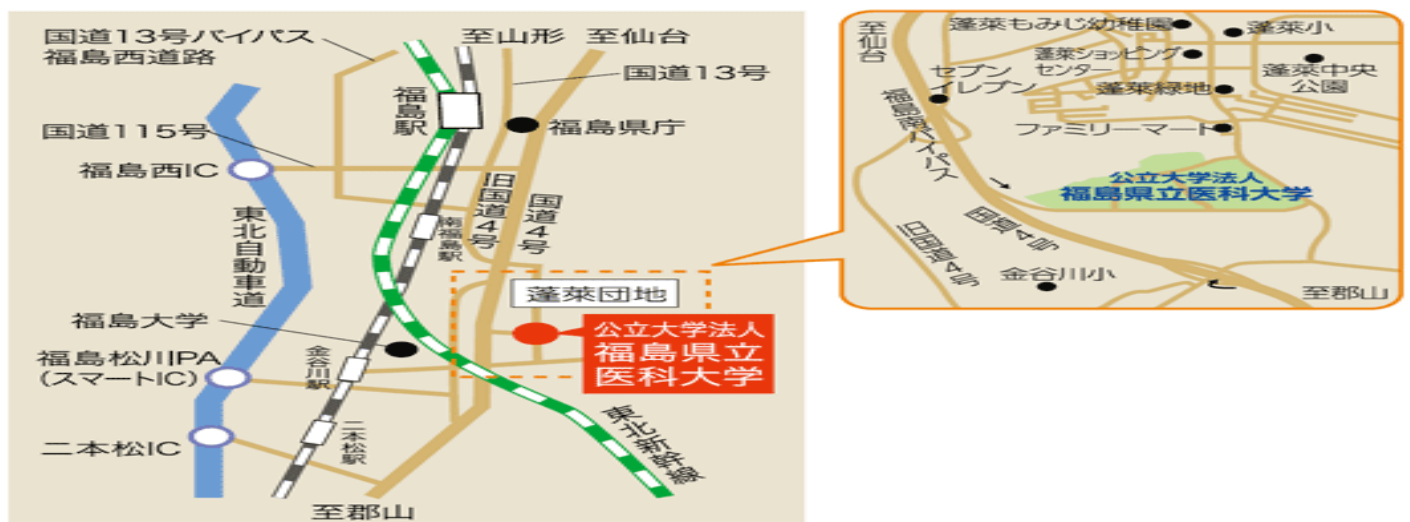 国道13号バイパス
福島西道路
至山形
至仙台
国道13号
福島駅
福島県庁
国道115号
福島西IC
旧国道4号
国道4号
東北自動車道
南福島駅
蓬萊団地
福島大学
公立大学法人
福島県立
医科大学
福島松川PA
(スマートIC)
金谷川駅
二本松IC
二本松駅
東北新幹線
至郡山
至仙台
蓬萊もみじ幼稚園
蓬萊小
蓬萊ショッピング
センター
蓬萊中央
公園
セブン
イレブン
蓬萊緑地
福島南バイパス
ファミリーマート
公立大学法人
福島県立医科大学
国道4号
旧国道4号
金谷川小
至郡山